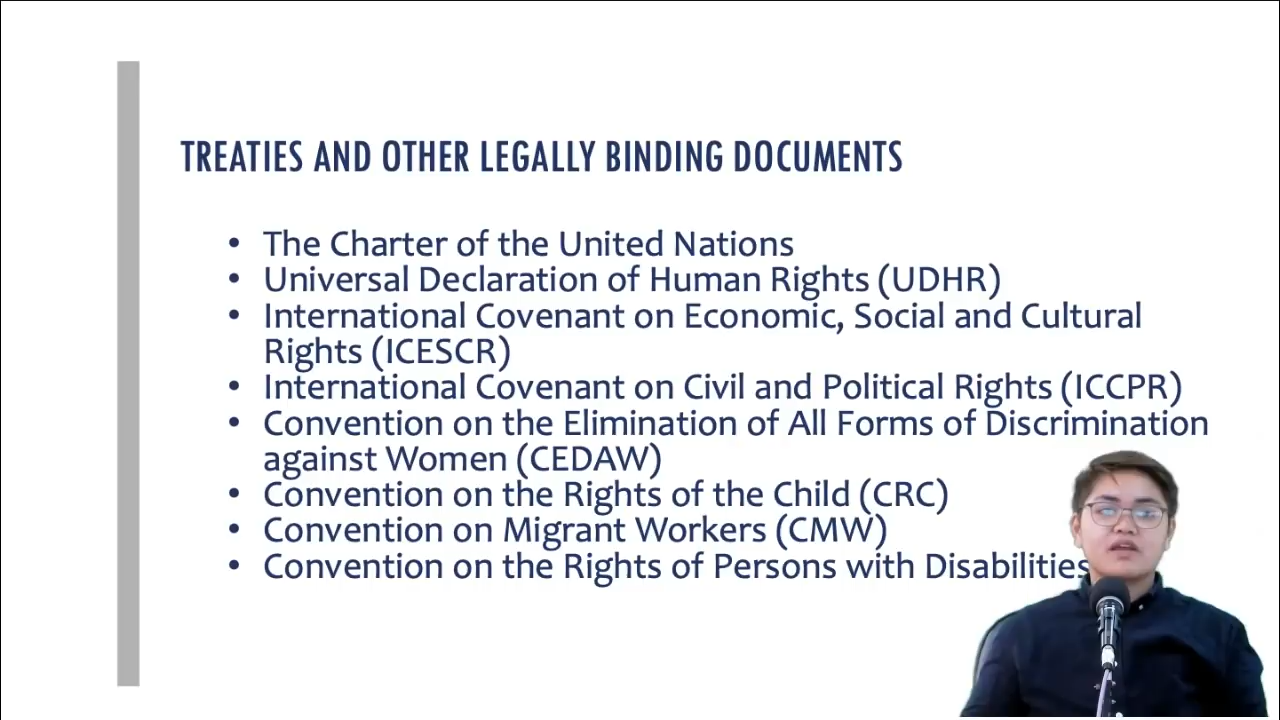 TREATIES AND OTHER LEGALLY BINDING DOCUMENTS
• The Charter of the United Nations
• Universal Declaration of Human Rights (UDHR)
• International Covenant on Economic, Social and Cultural
Rights (ICESCR)
• International Covenant on Civil and Political Rights (ICCPR)
• Convention on the Elimination of All Forms of Discrimination
against Women (CEDAW)
• Convention on the Rights of the Child (CRC)
• Convention on Migrant Workers (CMW)
• Convention on the Rights of Persons with Disabilities